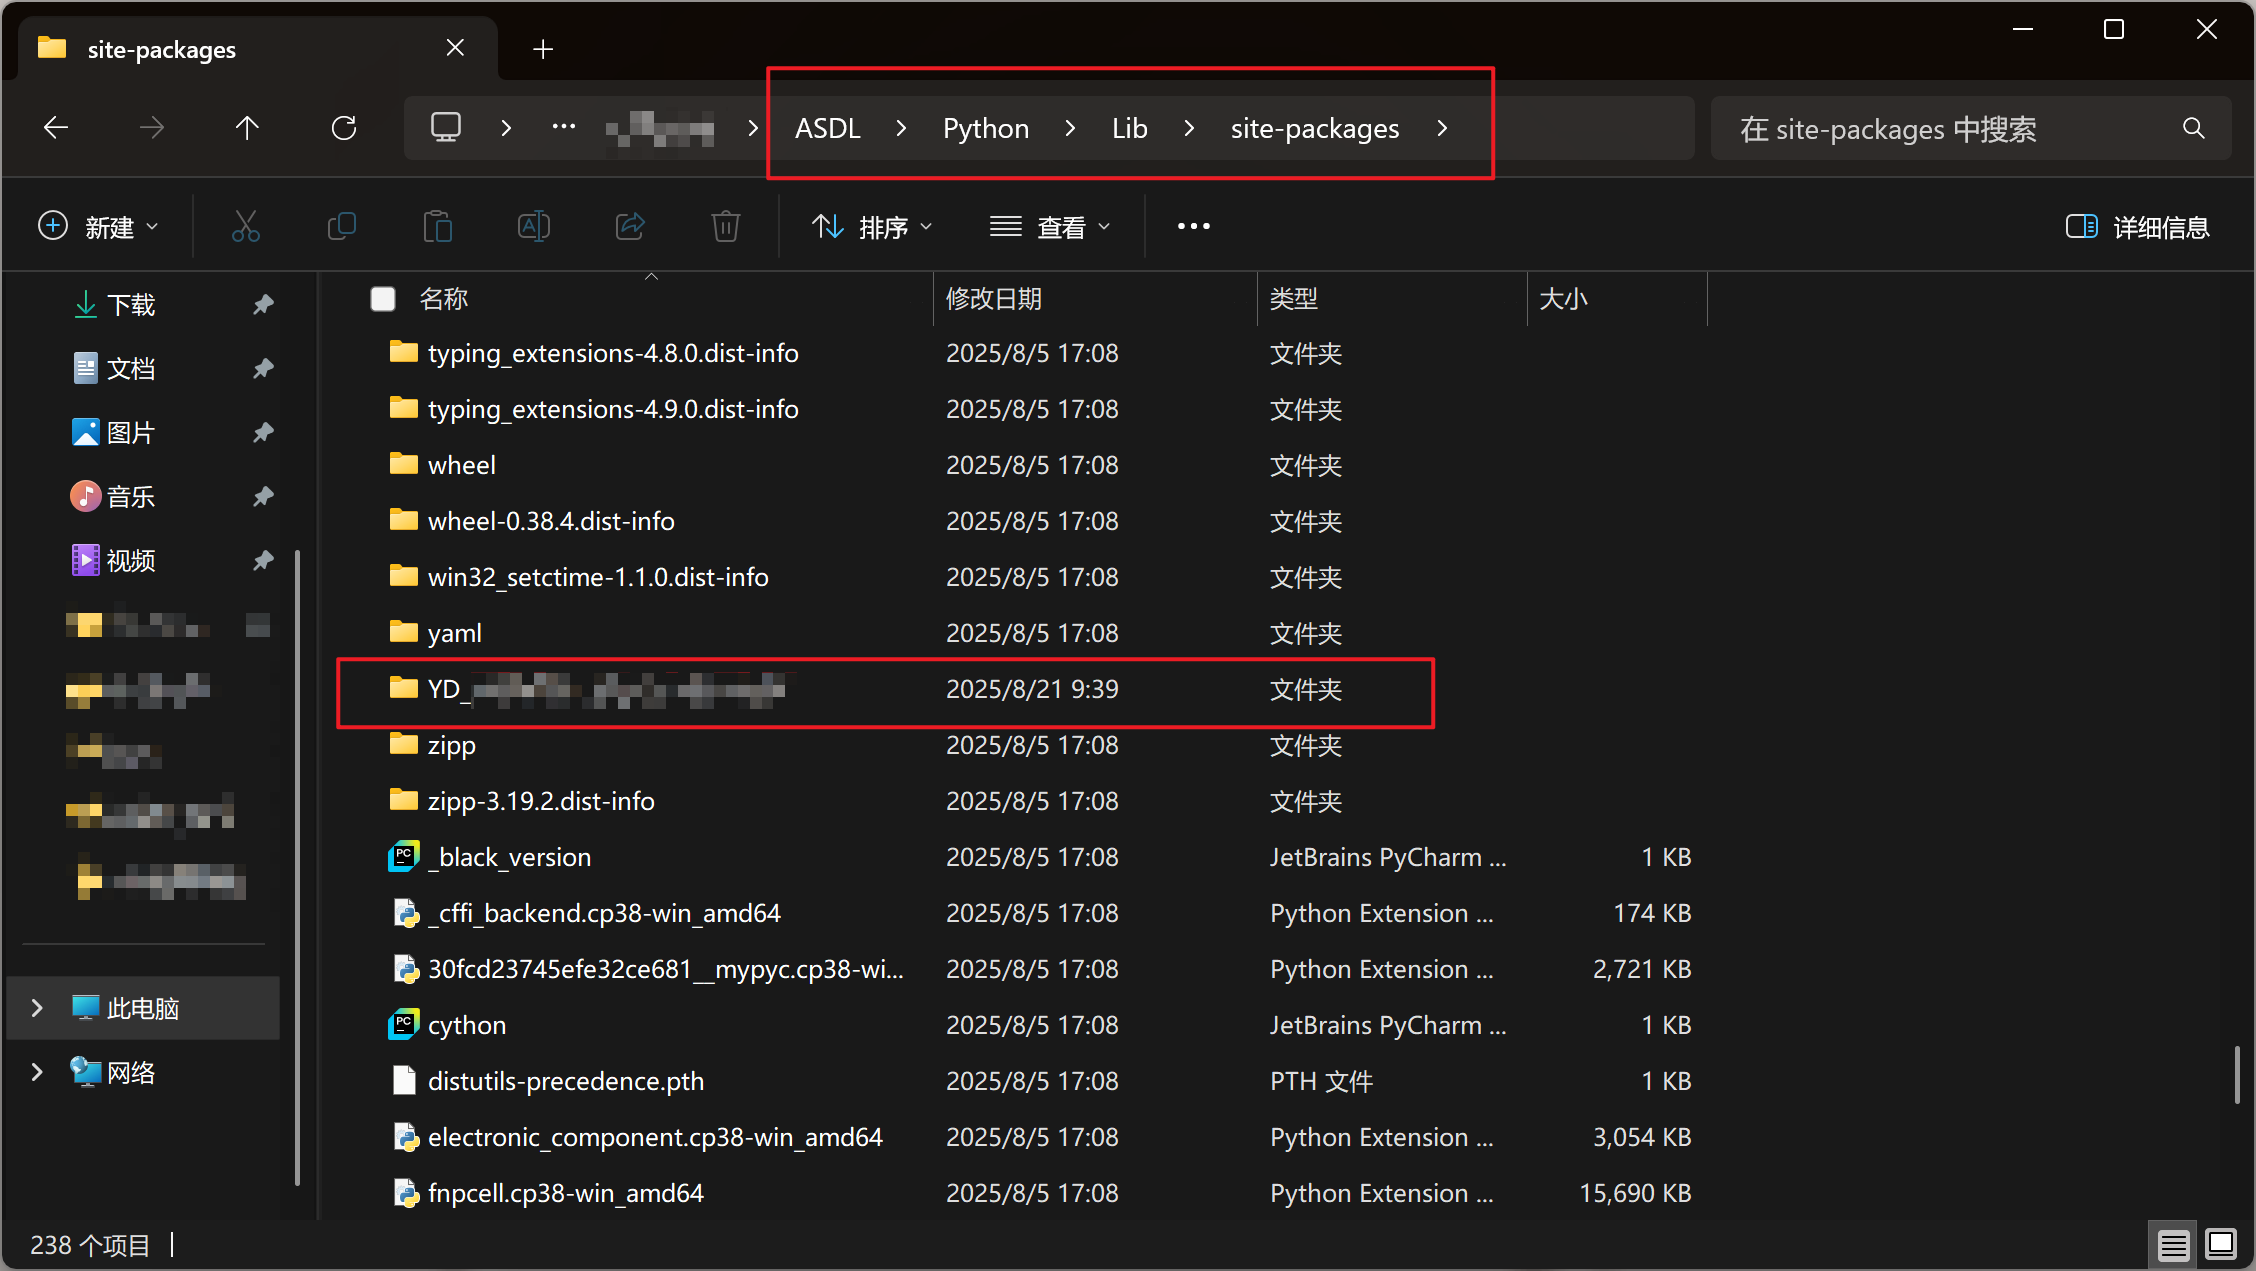 site-packages
ASDL Python Lib site-packages
在 site-packages 中搜索
新建 排序 查看 详细信息
下载
文档
图片
音乐
视频
此电脑
网络
名称 修改日期 类型 大小
typing_extensions-4.8.0.dist-info 2025/8/5 17:08 文件夹
typing_extensions-4.9.0.dist-info 2025/8/5 17:08 文件夹
wheel 2025/8/5 17:08 文件夹
wheel-0.38.4.dist-info 2025/8/5 17:08 文件夹
win32_setctime-1.1.0.dist-info 2025/8/5 17:08 文件夹
yaml 2025/8/5 17:08 文件夹
YD_ 2025/8/21 9:39 文件夹
zipp 2025/8/5 17:08 文件夹
zipp-3.19.2.dist-info 2025/8/5 17:08 文件夹
_black_version 2025/8/5 17:08 JetBrains PyCharm ... 1 KB
_cffi_backend.cp38-win_amd64 2025/8/5 17:08 Python Extension ... 174 KB
30fcd23745efe32ce681__mypyc.cp38-wi... 2025/8/5 17:08 Python Extension ... 2,721 KB
cython 2025/8/5 17:08 JetBrains PyCharm ... 1 KB
distutils-precedence.pth 2025/8/5 17:08 PTH 文件 1 KB
electronic_component.cp38-win_amd64 2025/8/5 17:08 Python Extension ... 3,054 KB
fnpcell.cp38-win_amd64 2025/8/5 17:08 Python Extension ... 15,690 KB
238 个项目